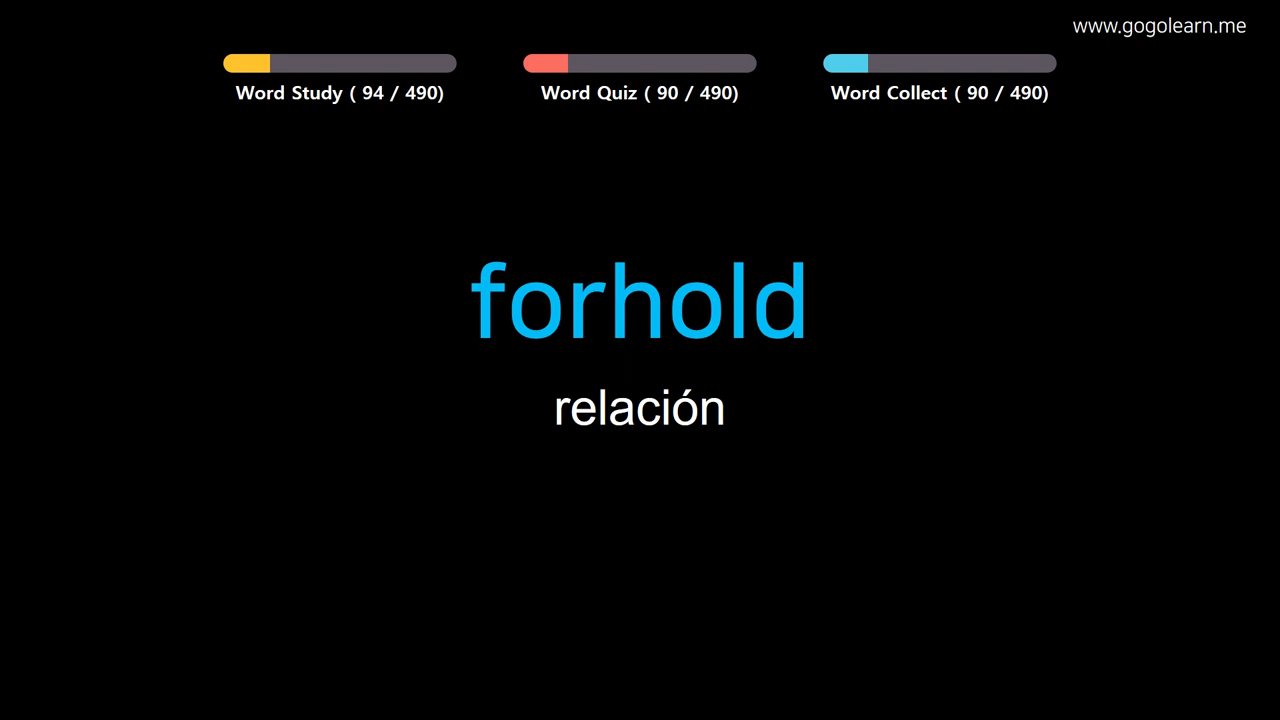 www.gogolearn.me
Word Study ( 94 / 490)
Word Quiz ( 90 / 490)
Word Collect ( 90 / 490)
forhold
relación